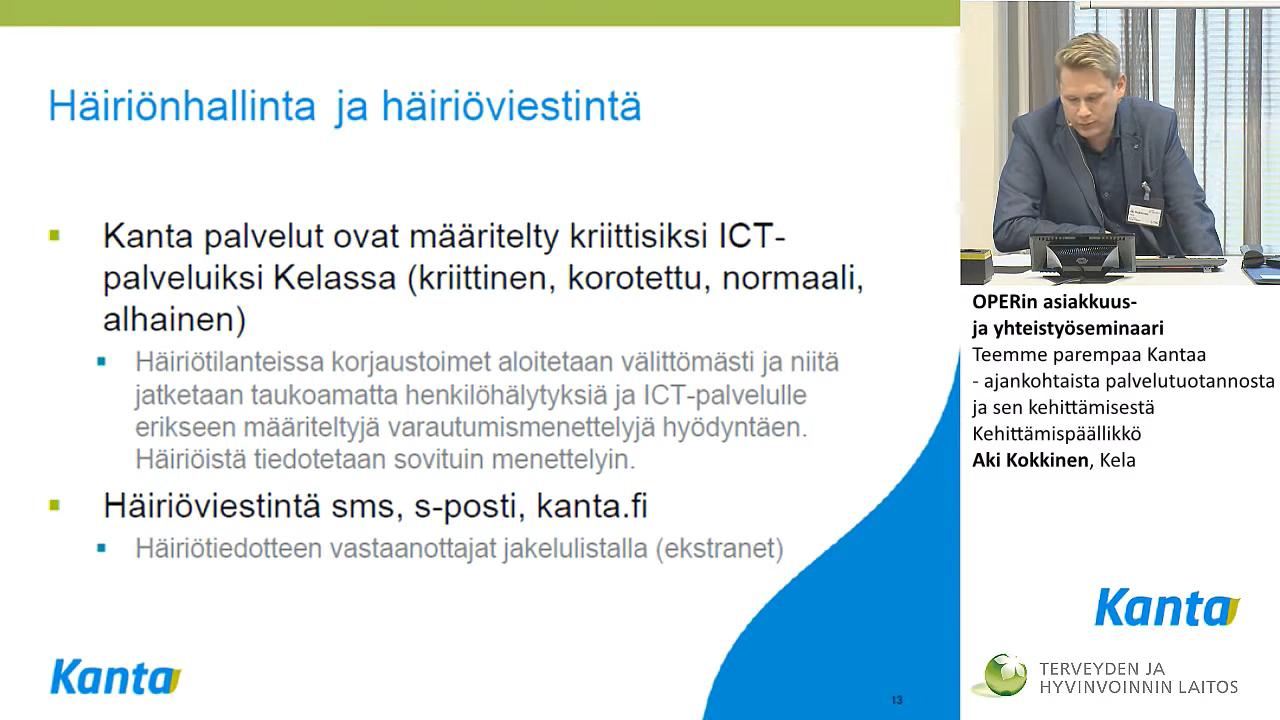 Häiriönhallinta ja häiriöviestintä
Kanta palvelut ovat määritelty kriittisiksi ICT-
palveluiksi Kelassa (kriittinen, korotettu, normaali,
alhainen)
Häiriötilanteissa korjaustoimet aloitetaan välittömästi ja niitä
jatketaan taukoamatta henkilöhälytyksiä ja ICT-palvelulle
erikseen määriteltyjä varautumismenettelyjä hyödyntäen.
Häiriöistä tiedotetaan sovituin menettelyin.
Häiriöviestintä sms, s-posti, kanta.fi
Häiriötiedotteen vastaanottajat jakelulistalla (ekstranet)
Kanta
13
OPERin asiakkuus-
ja yhteistyöseminaari
Teemme parempaa Kantaa
- ajankohtaista palvelutuotannosta
ja sen kehittämisestä
Kehittämispäällikkö
Aki Kokkinen, Kela
Kanta
TERVEYDEN JA
HYVINVOINNIN LAITOS